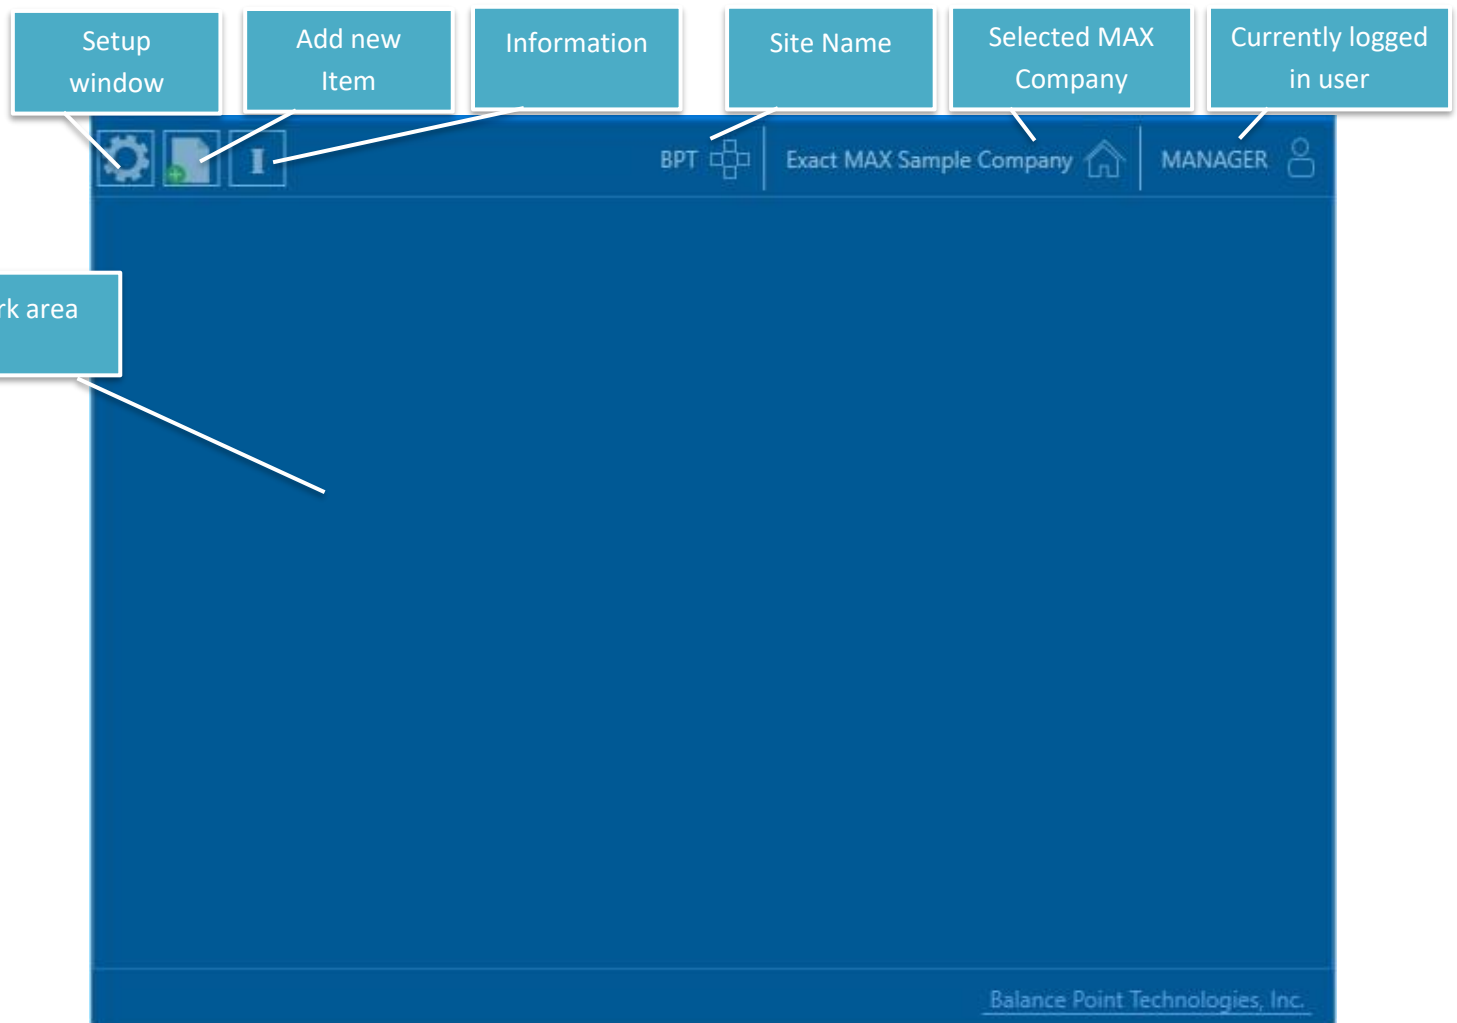 Setup
window
Add new
Item
Information
Site Name
Selected MAX
Company
Currently logged
in user
I
BPT
Exact MAX Sample Company
MANAGER
area
Balance Point Technologies, Inc.